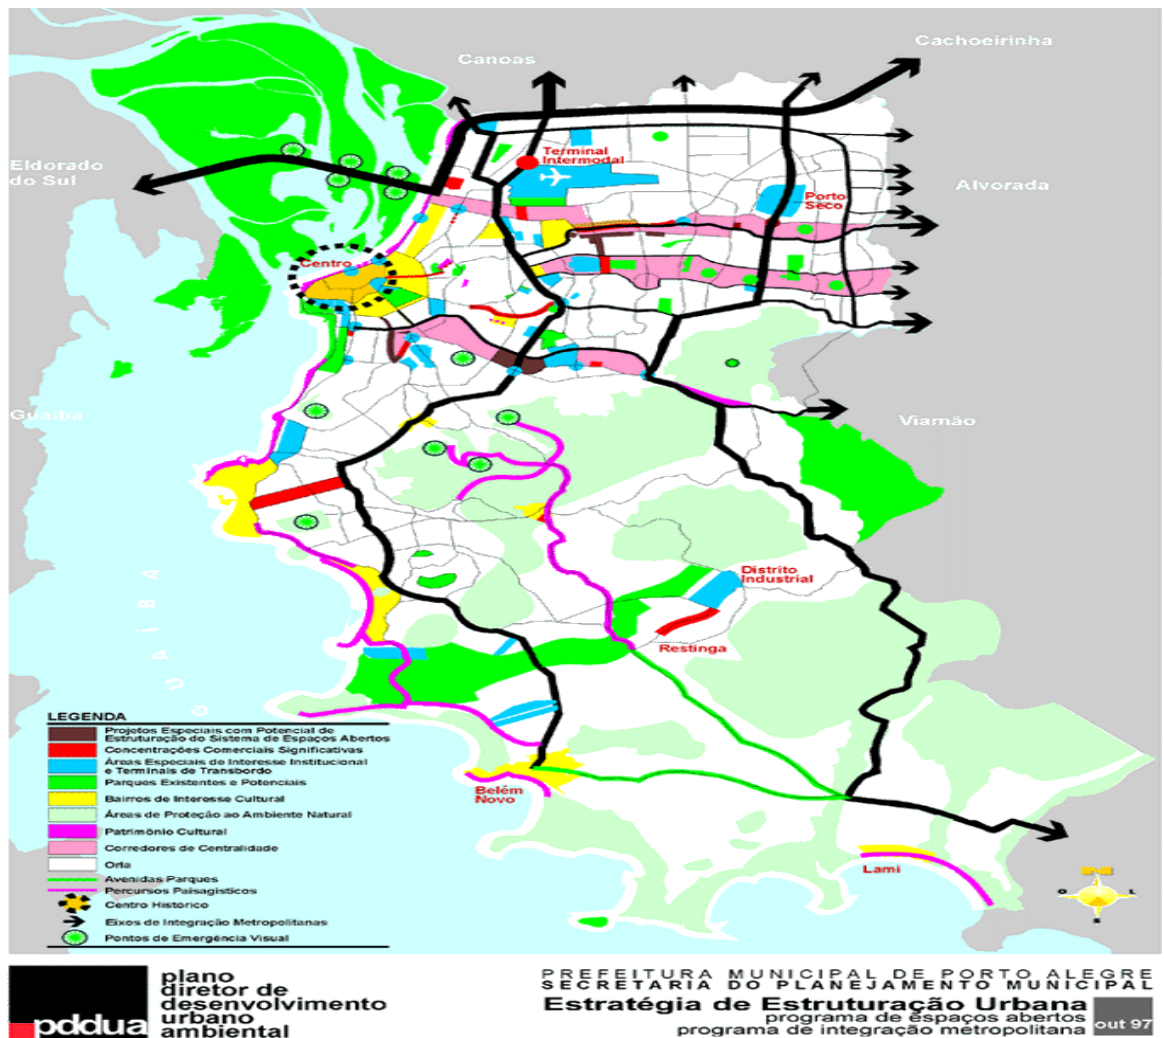 Cachoeirinha
Canoas
Terminal
Intermodal
Eldorado
do Sul
Alvorada
Porto
Seco
Centro
Guaíba
Viamão
Distrito
Industrial
Restinga
G U A Í B A
LEGENDA
Projetos Especiais com Potencial de
Estruturação do Sistema de Espaços Abertos
Concentrações Comerciais Significativas
Áreas Especiais de Interesse Institucional
e Terminais de Transbordo
Parques Existentes e Potenciais
Bairros de Interesse Cultural
Áreas de Proteção ao Ambiente Natural
Patrimônio Cultural
Corredores de Centralidade
Orla
Avenidas Parques
Percursos Paisagísticos
Centro Histórico
Eixos de Integração Metropolitanas
Pontos de Emergência Visual
Belém
Novo
Lami
N
O L
S
pddua
plano
diretor de
desenvolvimento
urbano
ambiental
PREFEITURA MUNICIPAL DE PORTO ALEGRE
SECRETARIA DO PLANEJAMENTO MUNICIPAL
Estratégia de Estruturação Urbana
programa de espaços abertos
programa de integração metropolitana
out 97